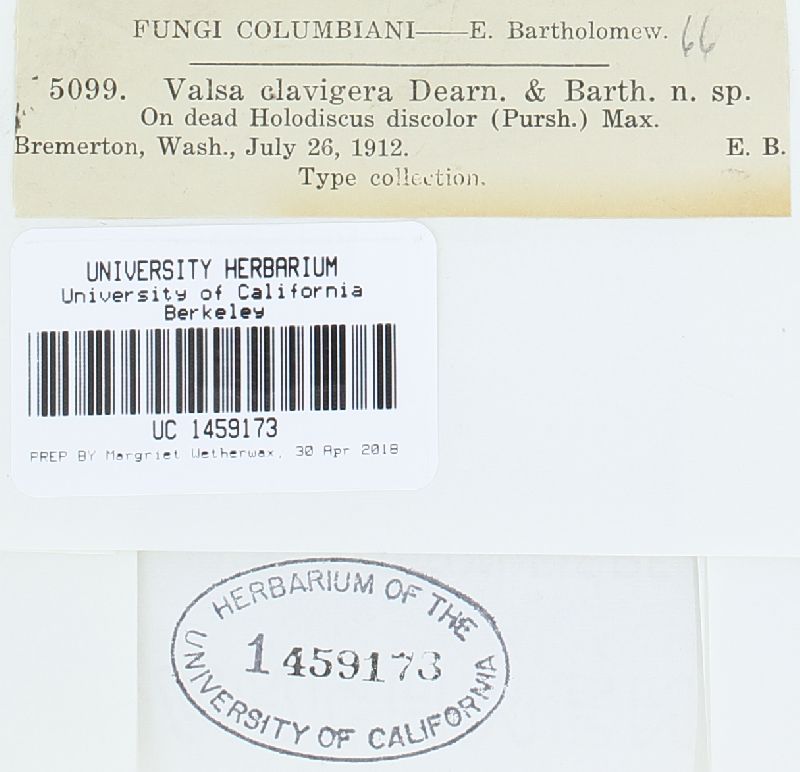 FUNGI COLUMBIANI——E. Bartholomew. 66
5099. Valsa clavigera Dearn. & Barth. n. sp.
On dead Holodiscus discolor (Pursh.) Max.
Bremerton, Wash., July 26, 1912. E. B.
Type collection.
UNIVERSITY HERBARIUM
University of California
Berkeley
UC 1459173
PREP BY Margriet Wetherwax, 30 Apr 2018
HERBARIUM OF THE
1459173
UNIVERSITY OF CALIFORNIA